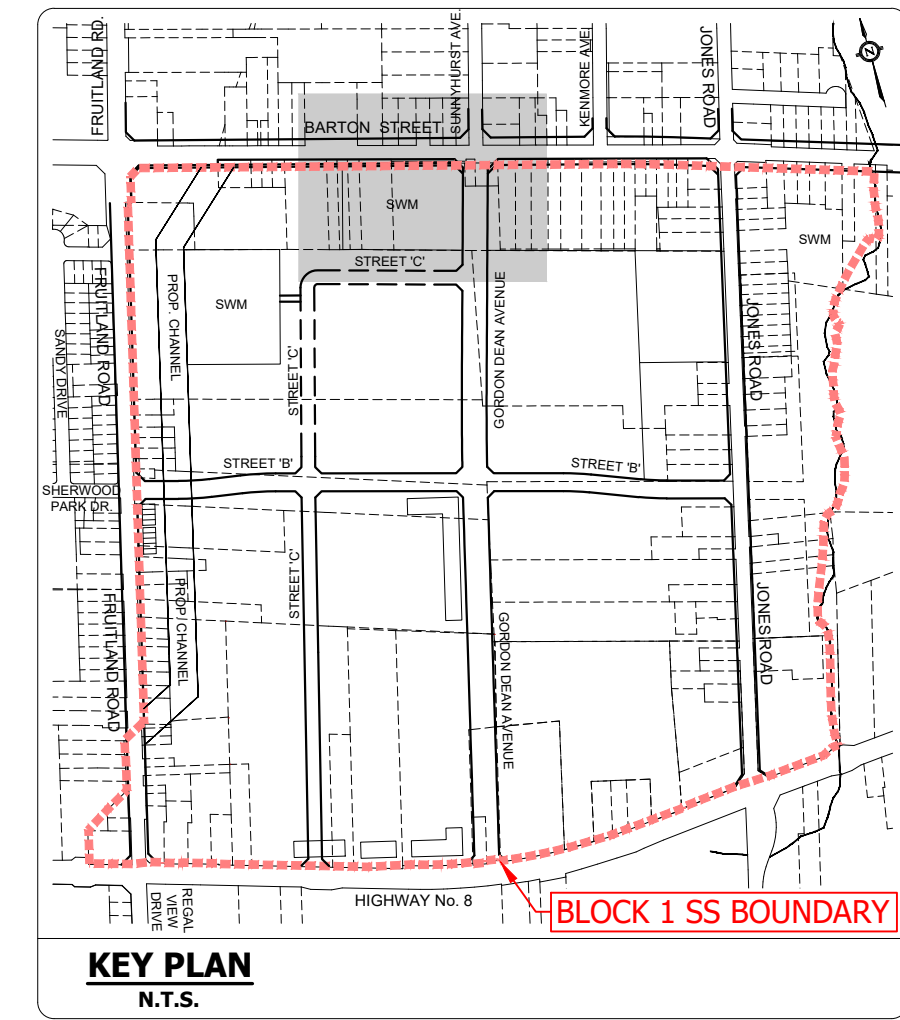 FRUITLAND RD.
SUNNYHURST AVE.
KENMORE AVE.
JONES ROAD
N
BARTON STREET
SWM
SWM
STREET 'C'
SWM
PROP. CHANNEL
FRUITLAND ROAD
SANDY DRIVE
STREET 'C'
GORDON DEAN AVENUE
JONES ROAD
STREET 'B'
STREET 'B'
SHERWOOD
PARK DR.
STREET 'C'
PROP. CHANNEL
FRUITLAND ROAD
GORDON DEAN AVENUE
JONES ROAD
REGAL
VIEW
DRIVE
HIGHWAY No. 8
BLOCK 1 SS BOUNDARY
KEY PLAN
N.T.S.